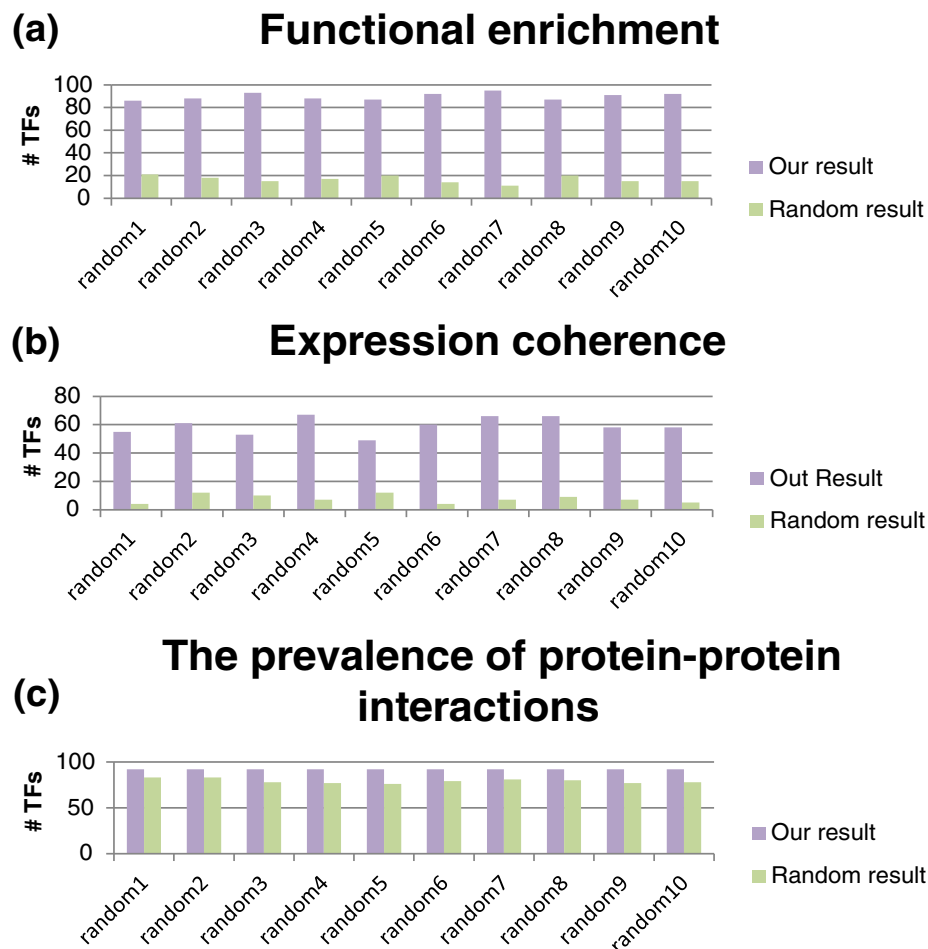 (a)
Functional enrichment
# TFs
100
80
60
40
20
0
random1
random2
random3
random4
random5
random6
random7
random8
random9
random10
Our result
Random result
(b)
Expression coherence
# TFs
80
60
40
20
0
random1
random2
random3
random4
random5
random6
random7
random8
random9
random10
Out Result
Random result
(c)
The prevalence of protein-protein
interactions
# TFs
100
50
0
random1
random2
random3
random4
random5
random6
random7
random8
random9
random10
Our result
Random result